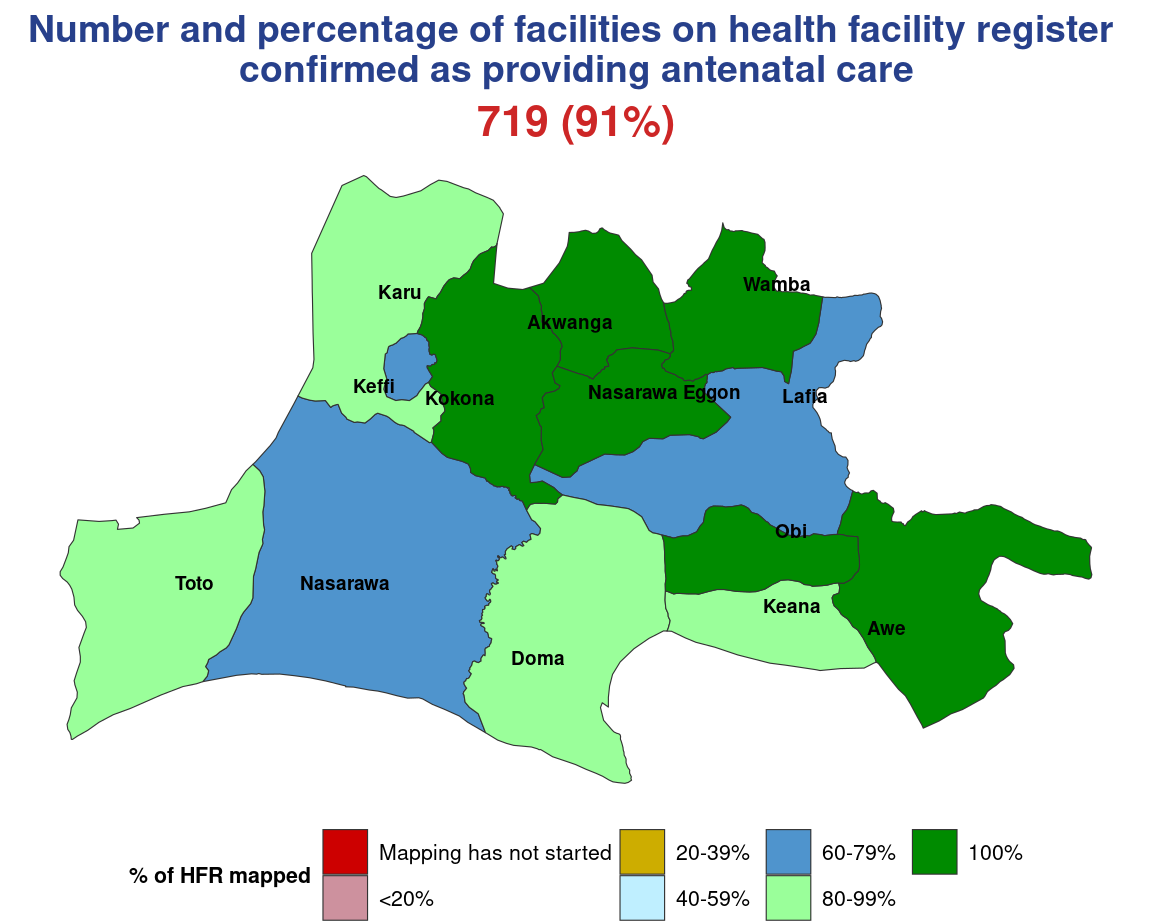 Number and percentage of facilities on health facility register
confirmed as providing antenatal care
719 (91%)
Wamba
Karu
Akwanga
Keffi
Nasarawa Eggon
Kokona
Lafia
Obi
Toto
Nasarawa
Keana
Awe
Doma
% of HFR mapped
Mapping has not started
<20%
20-39%
40-59%
60-79%
80-99%
100%